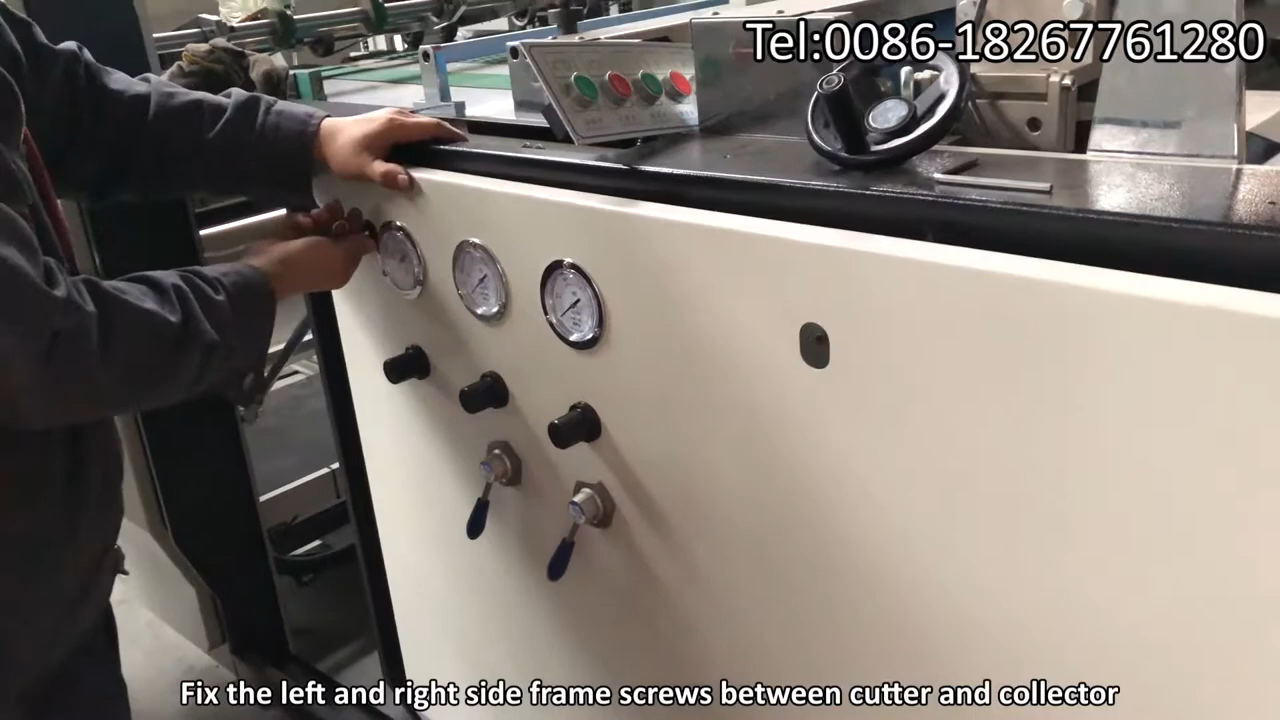 Tel:0086-18267761280
Fix the left and right side frame screws between cutter and collector